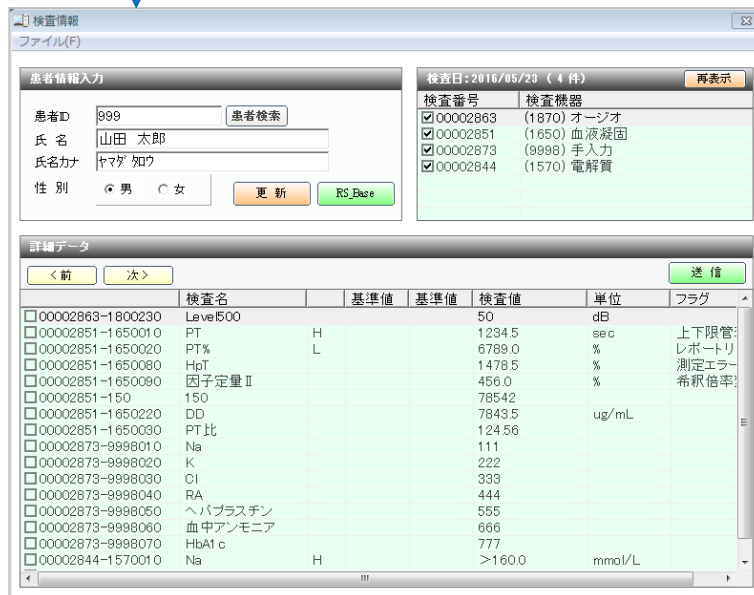 検査情報
ファイル(F)
患者情報入力
患者ID 999 患者検索
氏 名 山田 太郎
氏名カナ ﾔﾏﾀﾞ ﾀﾛｳ
性 別 男 女 更 新 RS_Base
検査日:2016/05/23 ( 4 件) 再表示
検査番号 検査機器
00002863 (1870) オージオ
00002851 (1650) 血液凝固
00002873 (9998) 手入力
00002844 (1570) 電解質
詳細データ
<前 次> 送 信
検査名 基準値 基準値 検査値 単位 フラグ
00002863-1800230 Level500 50 dB
00002851-1650010 PT H 1234.5 sec 上下限管
00002851-1650020 PT% L 6789.0 % レポートリ
00002851-1650080 HpT 1478.5 % 測定エラー
00002851-1650090 因子定量Ⅱ 456.0 % 希釈倍率
00002851-150 150 78542
00002851-1650220 DD 7843.5 ug/mL
00002851-1650030 PT比 124.56
00002873-9998010 Na 111
00002873-9998020 K 222
00002873-9998030 Cl 333
00002873-9998040 RA 444
00002873-9998050 ヘパプラスチン 555
00002873-9998060 血中アンモニア 666
00002873-9998070 HbA1c 777
00002844-1570010 Na H >160.0 mmol/L